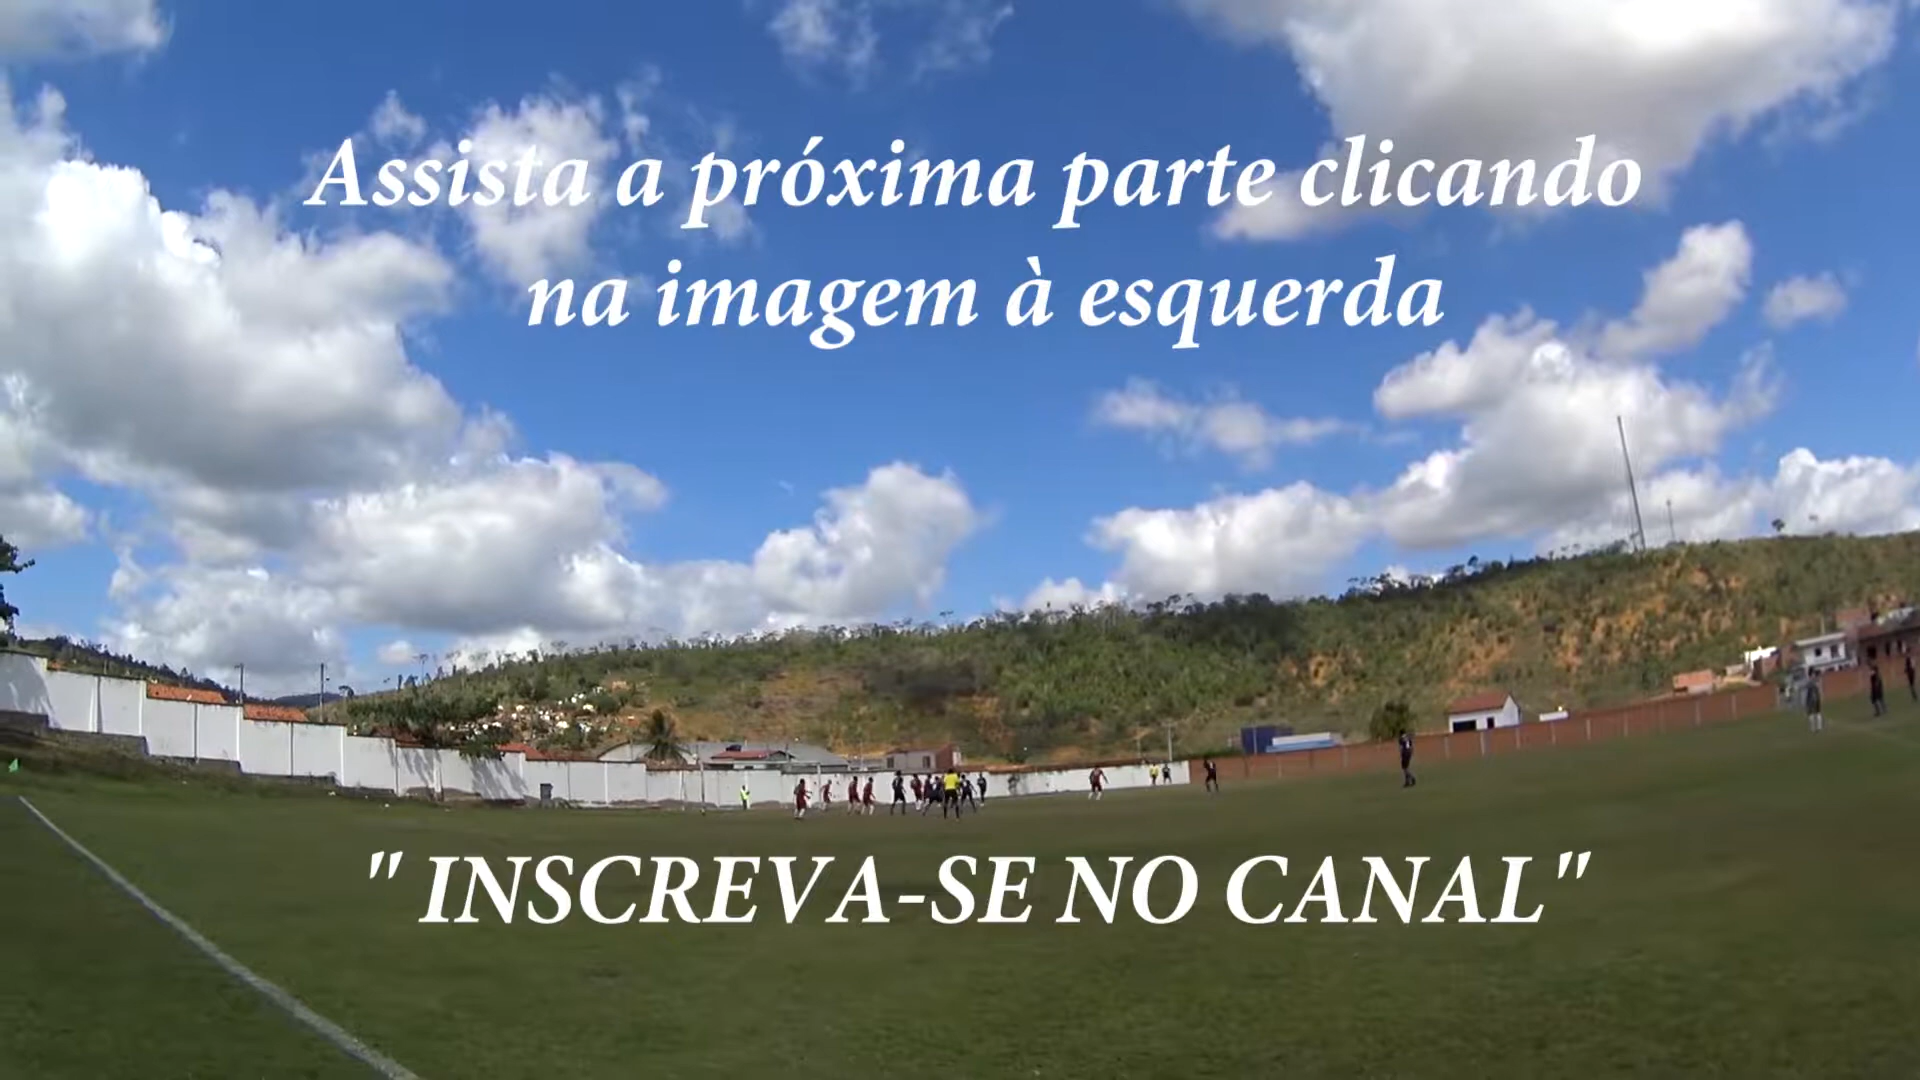 Assista a próxima parte clicando
na imagem à esquerda
" INSCREVA-SE NO CANAL"